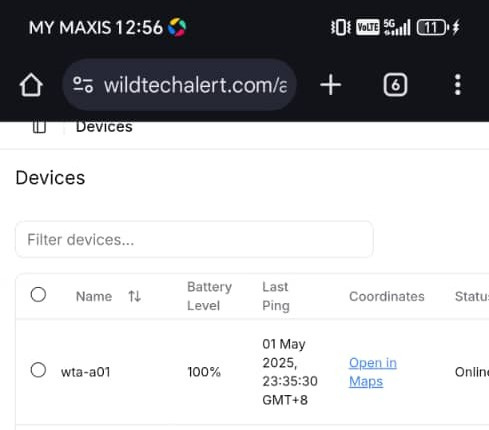 MY MAXIS 12:56 VoLTE 5G 11
wildtechalert.com/a 6
Devices
Devices
Filter devices...
Name Battery Level Last Ping Coordinates Statu
wta-a01 100% 01 May 2025, 23:35:30 GMT+8 Open in Maps Onlin